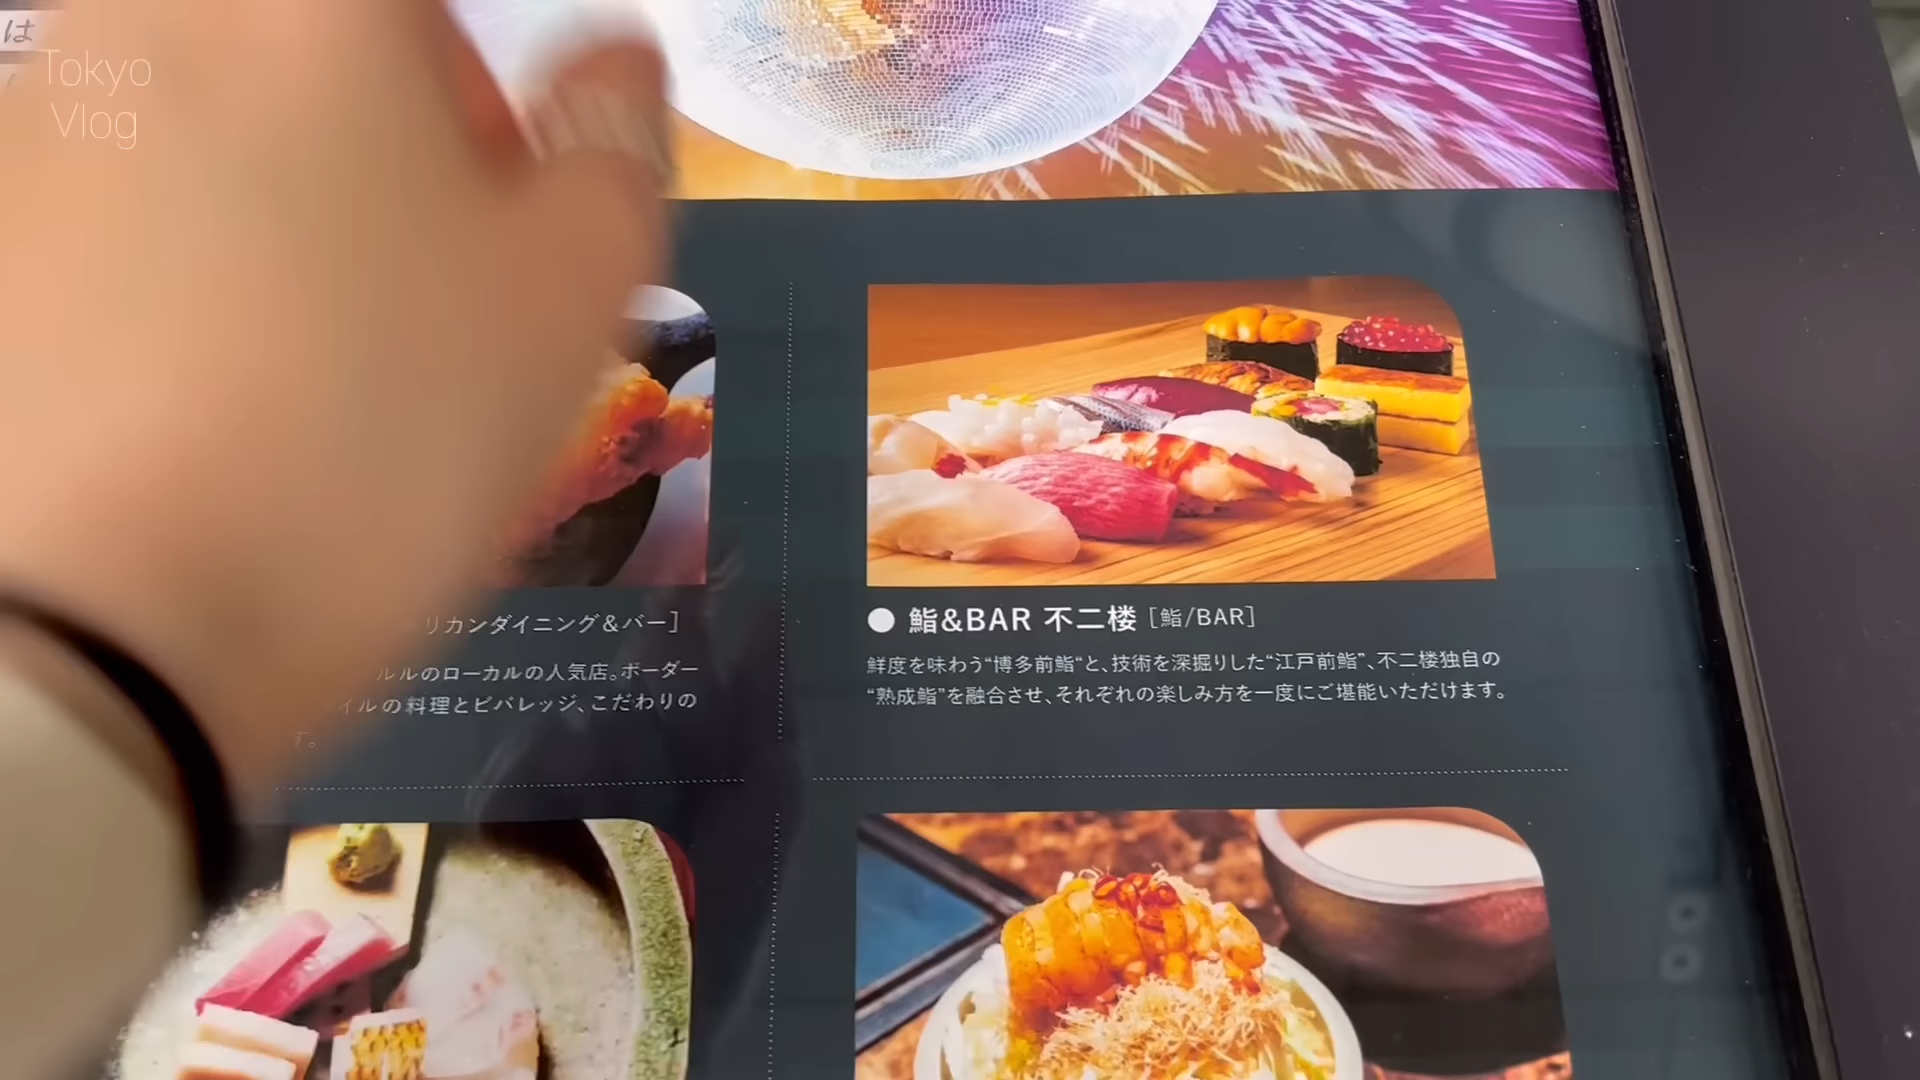 は
Tokyo
Vlog
リカンダイニング&バー]
ルルのローカルの人気店。ボーダー
イルの料理とビバレッジ、こだわりの
す。
● 鮨&BAR 不二楼 [鮨/BAR]
鮮度を味わう“博多前鮨“と、技術を深掘りした“江戸前鮨”、不二楼独自の
“熟成鮨”を融合させ、それぞれの楽しみ方を一度にご堪能いただけます。